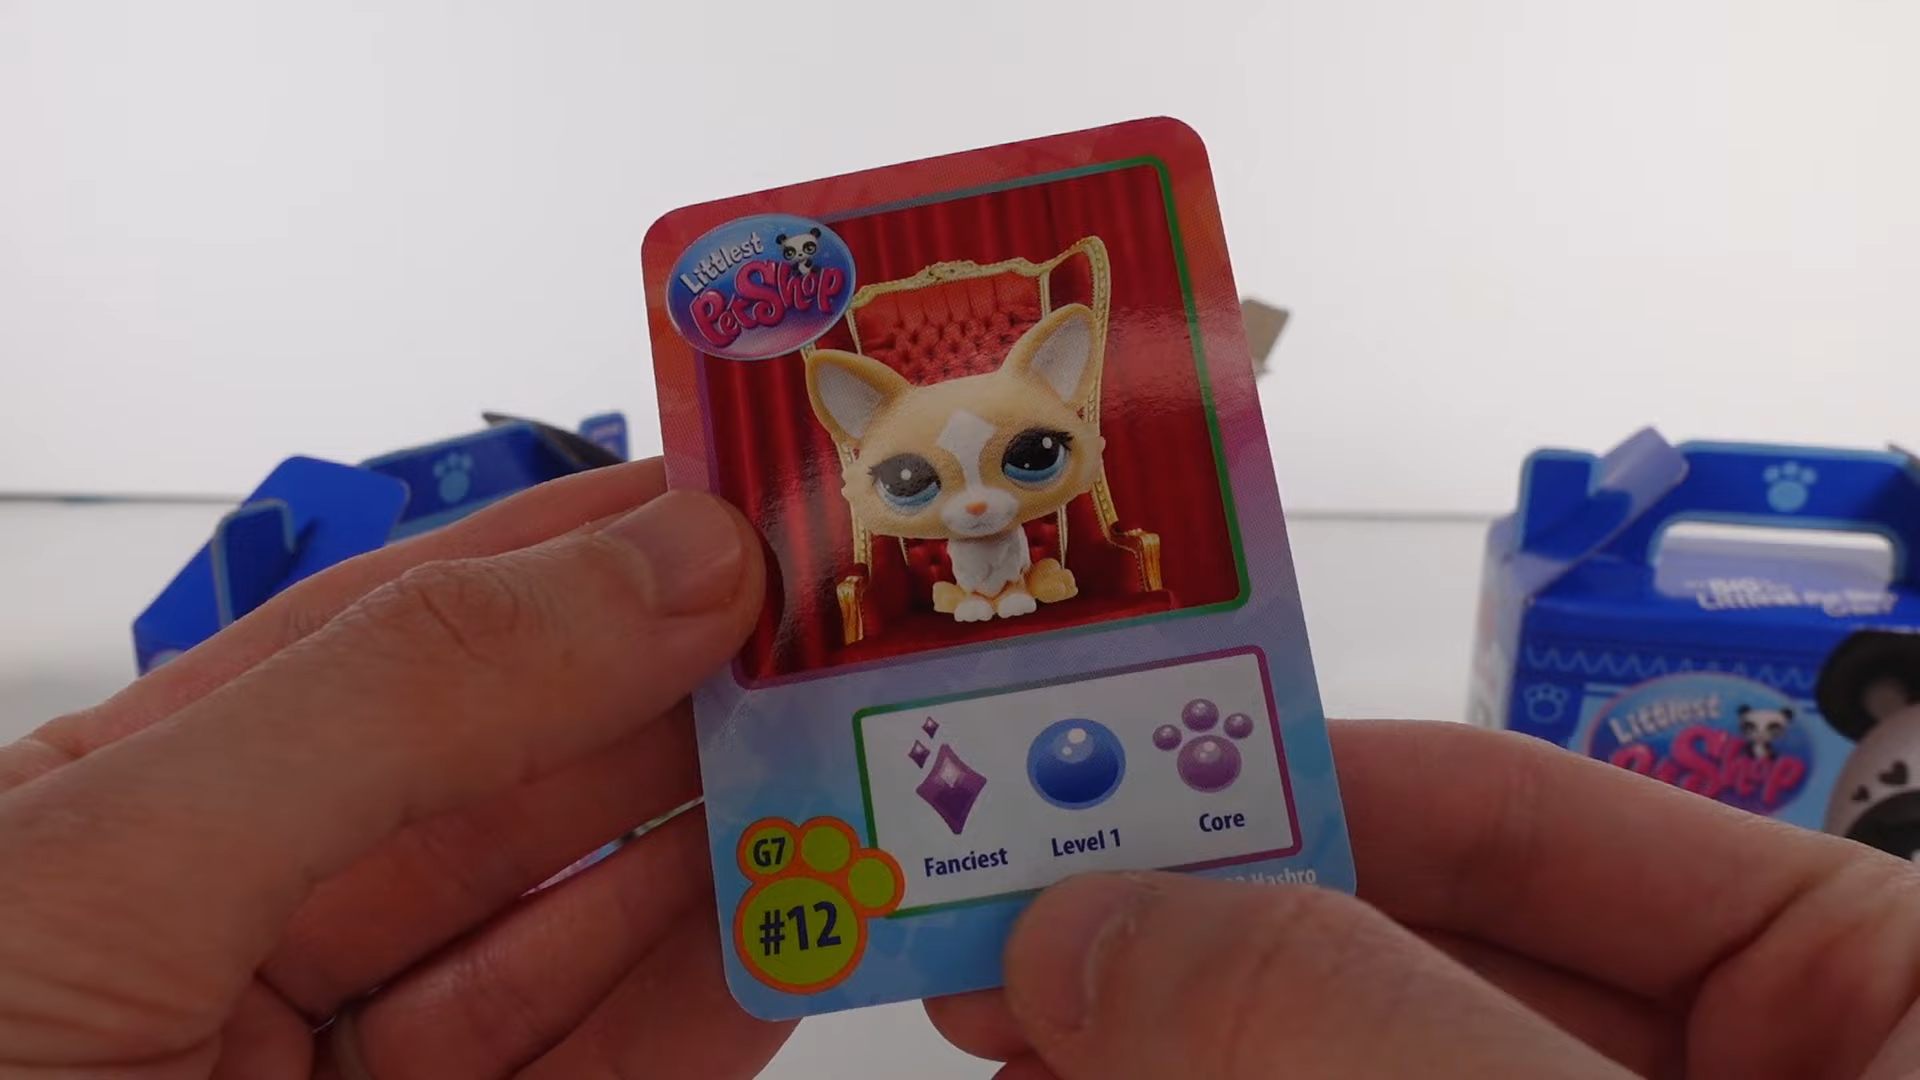 Littlest
PetShop
Fanciest
Level 1
Core
G7
#12
Hasbro
Littlest
PetShop